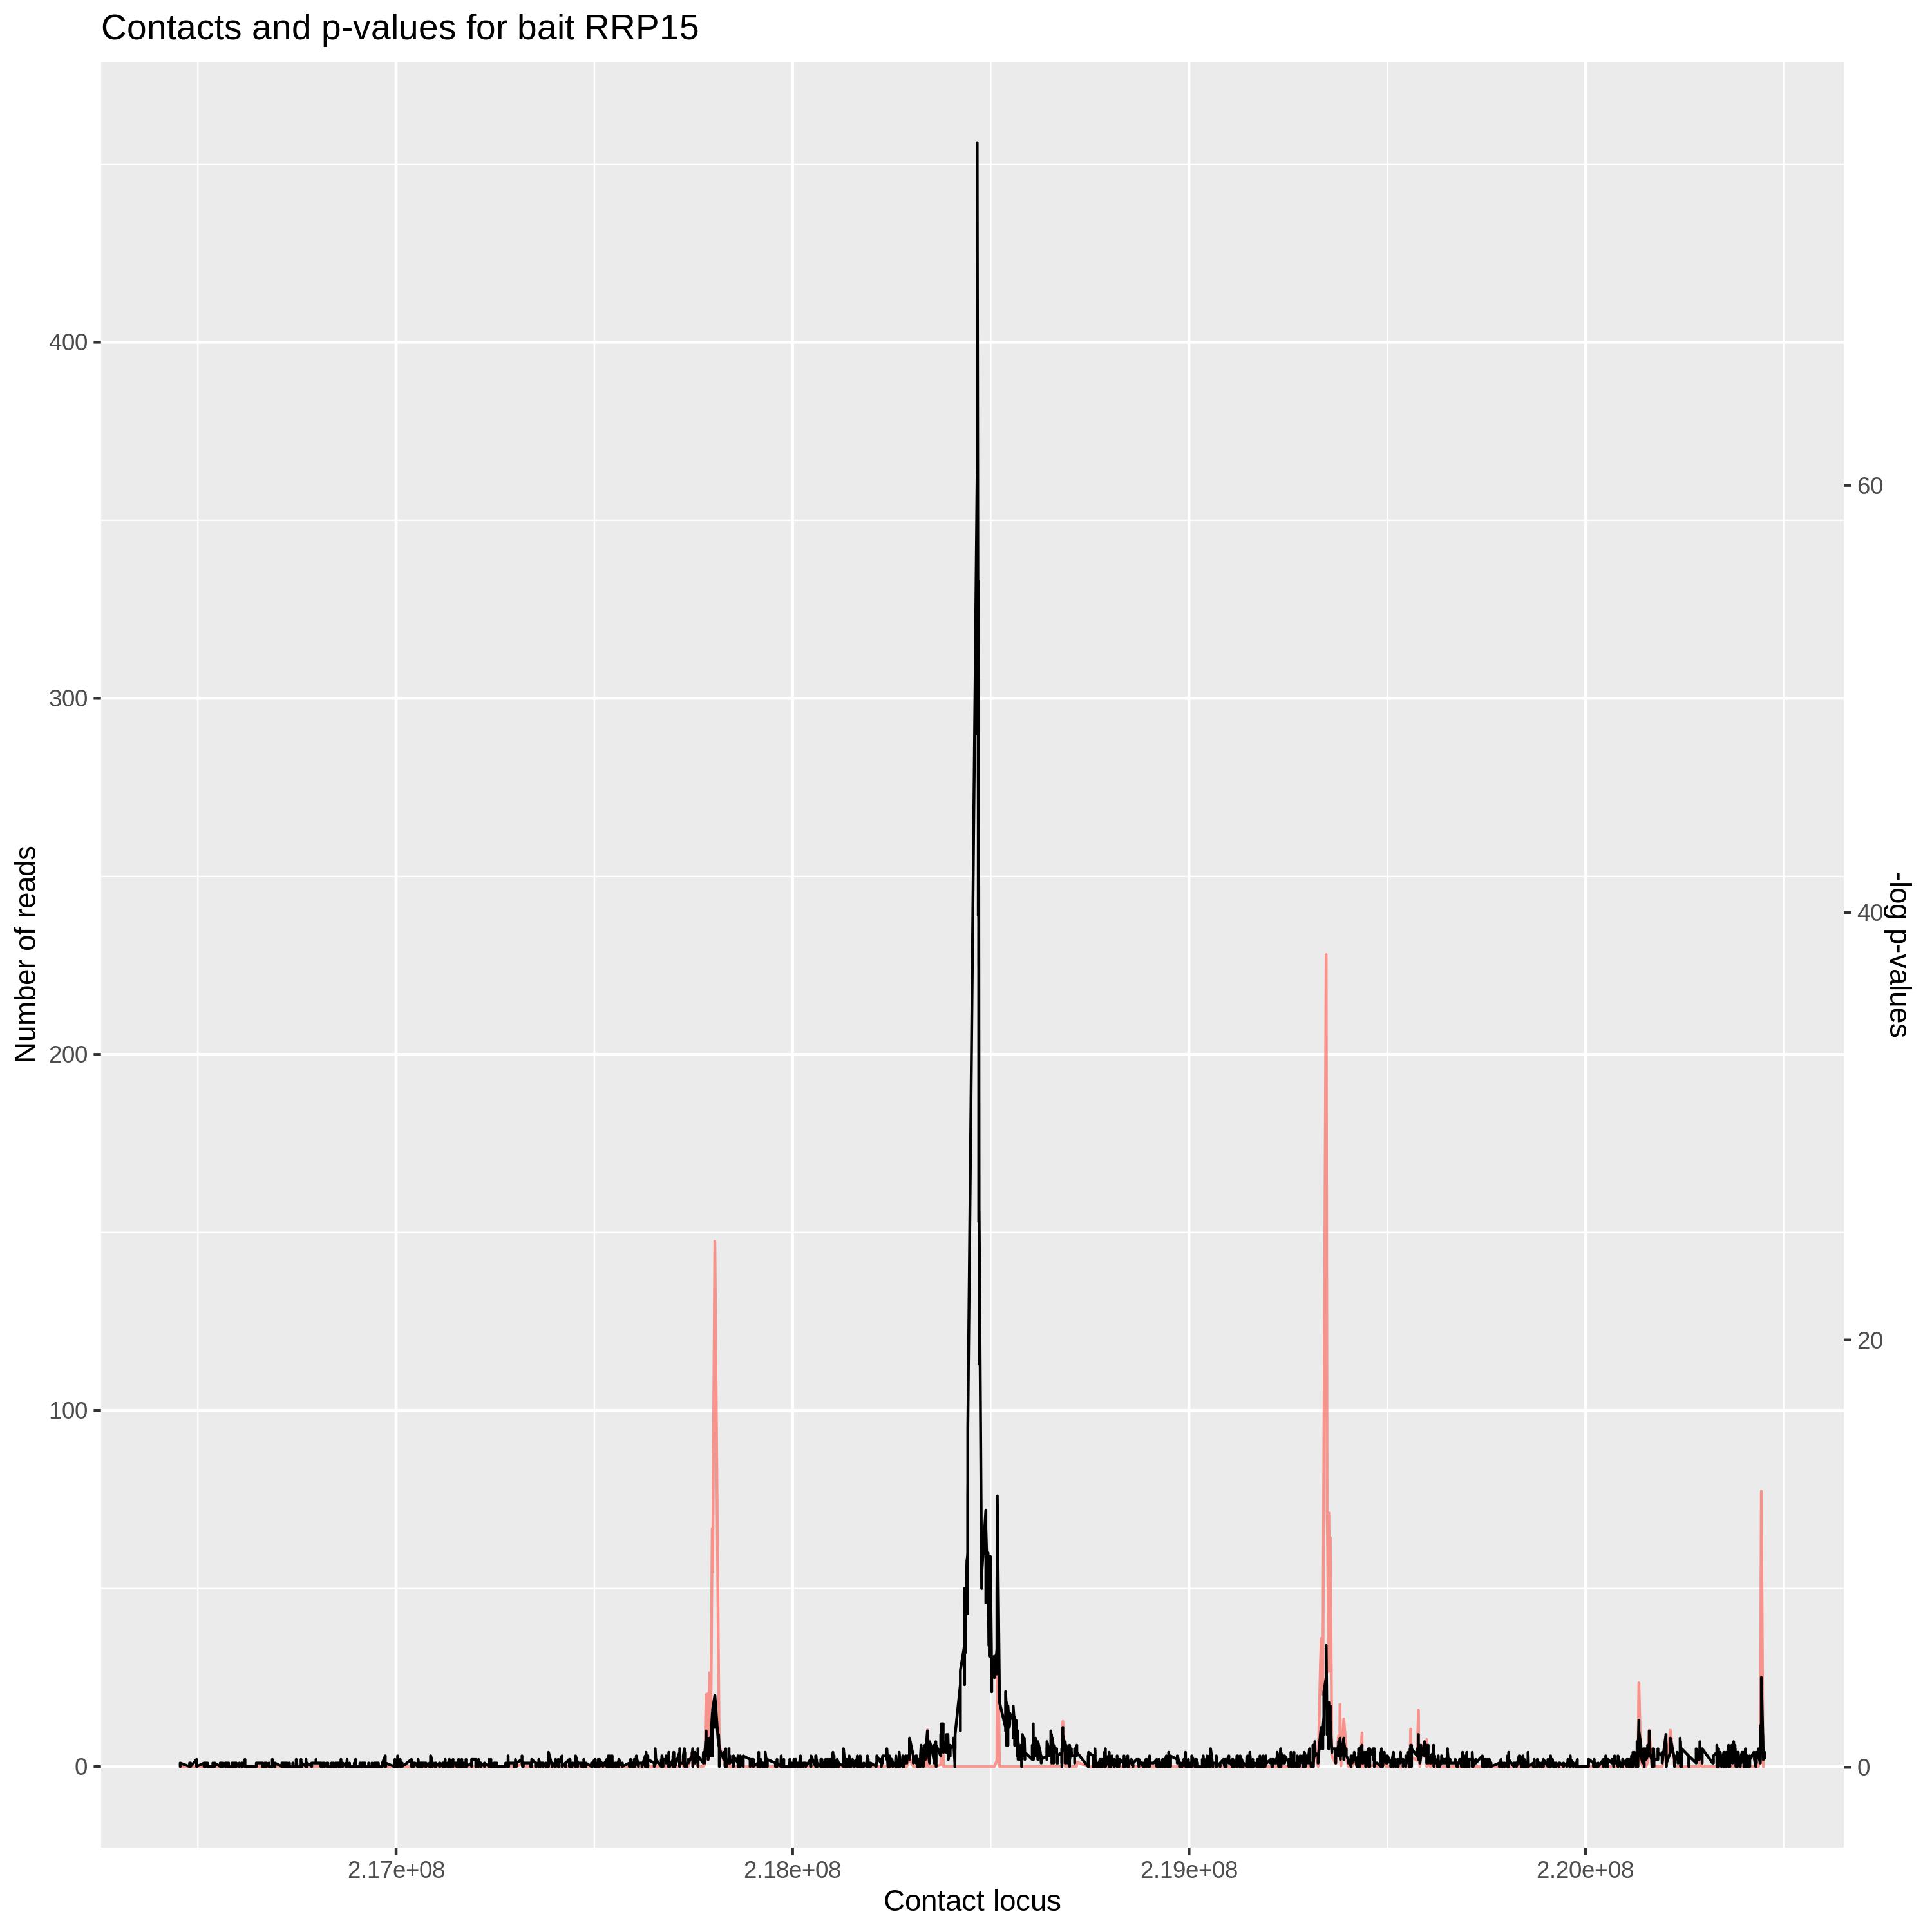 Contacts and p-values for bait RRP15
Number of reads
400
300
200
100
0
60
40
20
0
-log p-values
2.17e+08
2.18e+08
2.19e+08
2.20e+08
Contact locus